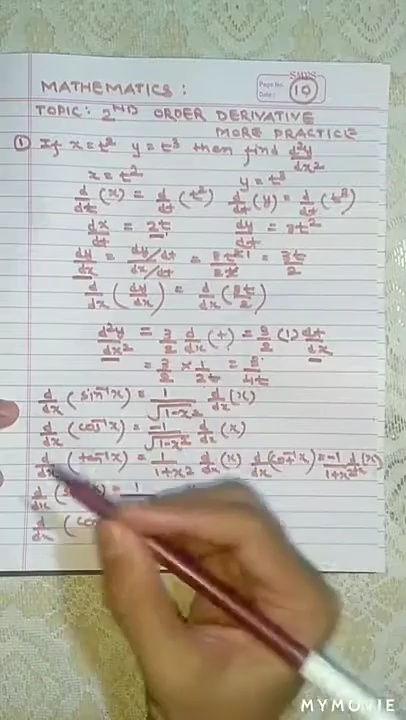 MATHEMATICS:
Page No. 10
Date:
TOPIC: 2ND ORDER DERIVATIVE
MORE PRACTICE
① If x = t² y = t³ then find d²y/dx²
x = t² y = t³
d/dt (x) = d/dt (t²) d/dt (y) = d/dt (t³)
dx/dt = 2t dy/dt = 3t²
dy/dx = dy/dt / dx/dt = 3t²/2t = 3t/2
d/dx (dy/dx) = d/dx (3t/2)
d²y/dx² = 3/2 d/dx (t) = 3/2 (1) dt/dx
= 3/2 × 1/2t = 3/4t
d/dx (sin⁻¹x) = 1/√1-x² d/dx (x)
d/dx (cos⁻¹x) = -1/√1-x² d/dx (x)
d/dx (tan⁻¹x) = 1/1+x² d/dx (x) d/dx (cot⁻¹x) = -1/1+x² d/dx (x)
d/dx ( x) = 1
d/dx (co
MYMOVIE